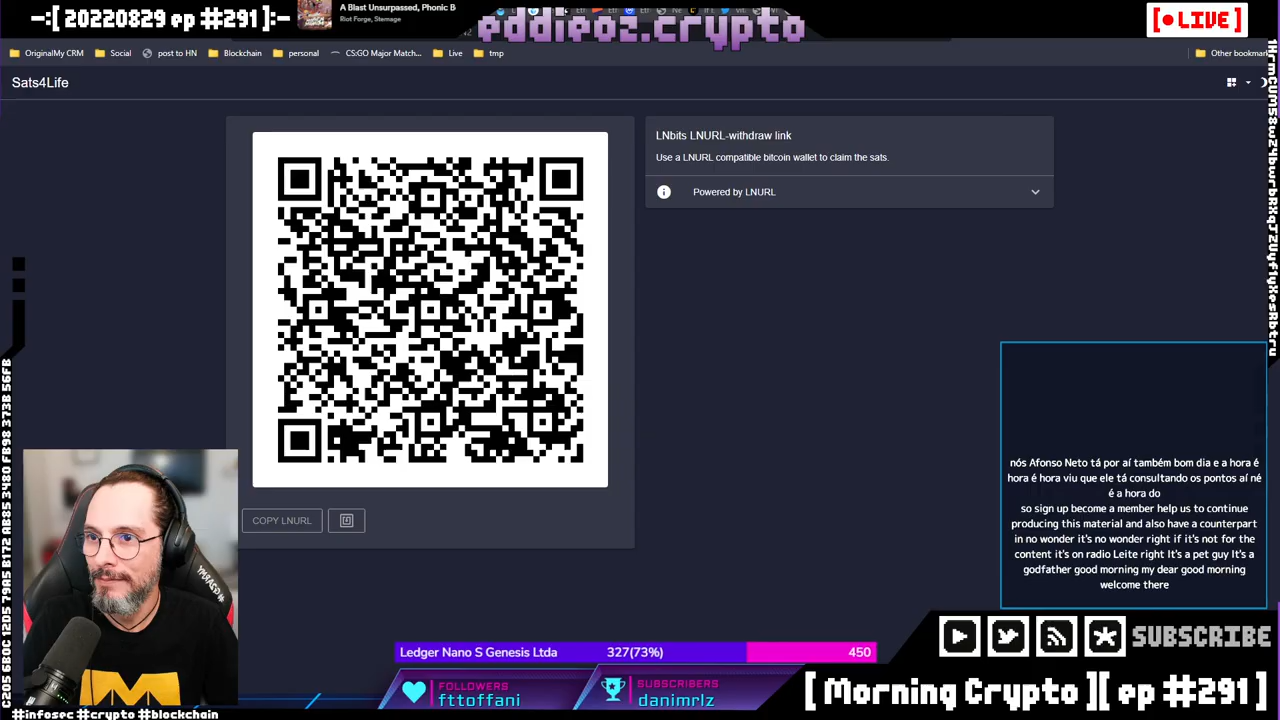 -:[ 20220829 ep #291 ]:-
A Blast Unsurpassed, Phonic B
Riot Forge, Stemage
eddieoz.crypto
[• LIVE ]
OriginalMy CRM
Social
post to HN
Blockchain
personal
CS:GO Major Match...
Live
tmp
Other bookmar
Sats4Life
LNbits LNURL-withdraw link
Use a LNURL compatible bitcoin wallet to claim the sats.
Powered by LNURL
COPY LNURL
nós Afonso Neto tá por aí também bom dia e a hora é
hora é hora viu que ele tá consultando os pontos aí né
é a hora do
so sign up become a member help us to continue
producing this material and also have a counterpart
in no wonder it's no wonder right if it's not for the
content it's on radio Leite right It's a pet guy It's a
godfather good morning my dear good morning
welcome there
SUBSCRIBE
Ledger Nano S Genesis Ltda
327(73%)
450
FOLLOWERS
fttoffani
SUBSCRIBERS
danimrlz
[ Morning Crypto ][ ep #291 ]
#infosec #crypto #blockchain